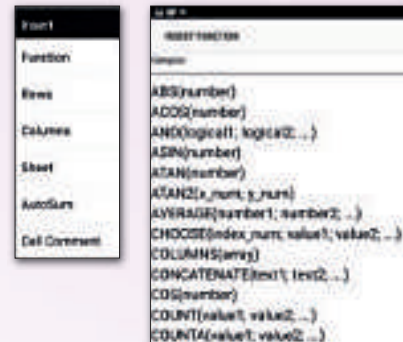 Insert
Function
Rows
Columns
Sheet
AutoSum
Cell Comment
INSERT FUNCTION
ABS(number)
ACOS(number)
AND(logical1; logical2; ...)
ASIN(number)
ATAN(number)
ATAN2(x_num; y_num)
AVERAGE(number1; number2; ...)
CHOOSE(index_num; value1; value2; ...)
COLUMNS(array)
CONCATENATE(text1; text2; ...)
COS(number)
COUNT(value1; value2; ...)
COUNTA(value1; value2; ...)